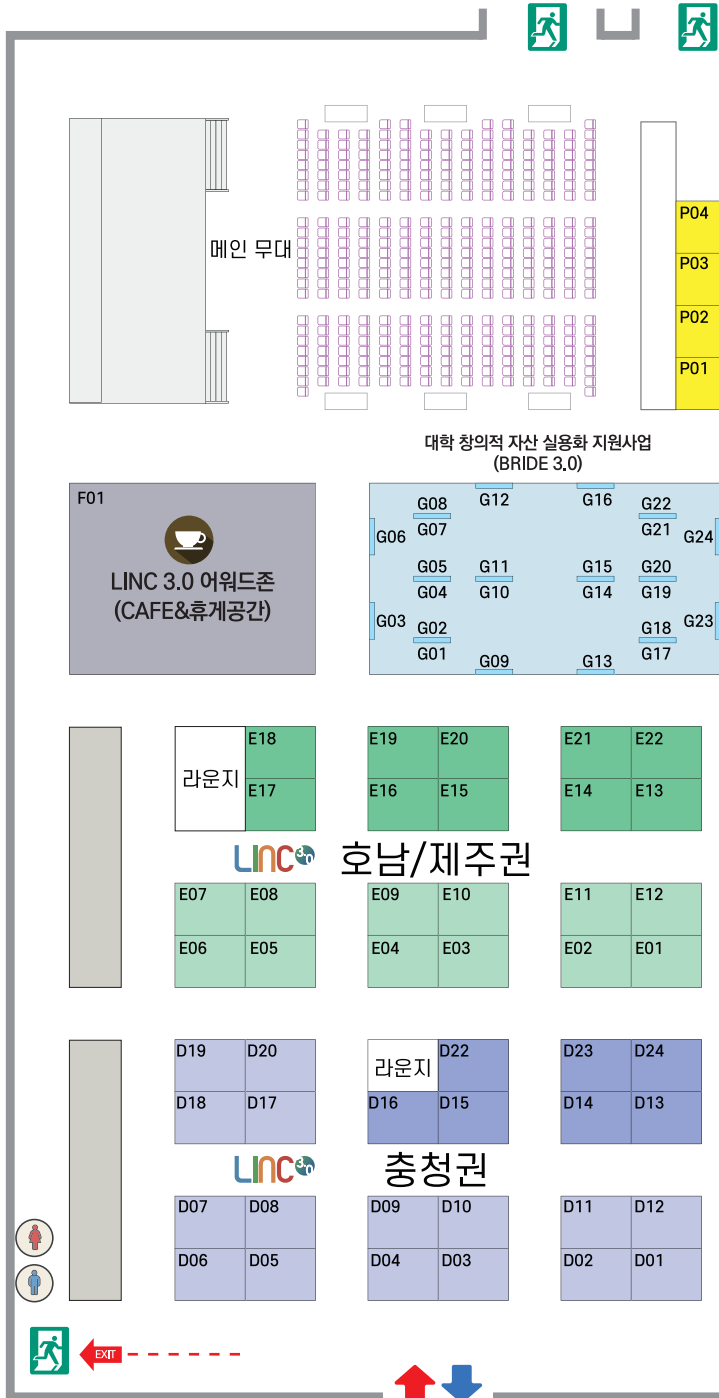 메인 무대
P04
P03
P02
P01
대학 창의적 자산 실용화 지원사업
(BRIDE 3.0)
F01
LINC 3.0 어워드존
(CAFE&휴게공간)
G12 G16
G08 G22
G06 G07 G21 G24
G05 G11 G15 G20
G04 G10 G14 G19
G03 G02 G18 G23
G01 G09 G13 G17
라운지
E18 E19 E20 E21 E22
E17 E16 E15 E14 E13
LINC 3.0 호남/제주권
E07 E08 E09 E10 E11 E12
E06 E05 E04 E03 E02 E01
D19 D20 라운지 D22 D23 D24
D18 D17 D16 D15 D14 D13
LINC 3.0 충청권
D07 D08 D09 D10 D11 D12
D06 D05 D04 D03 D02 D01
EXIT